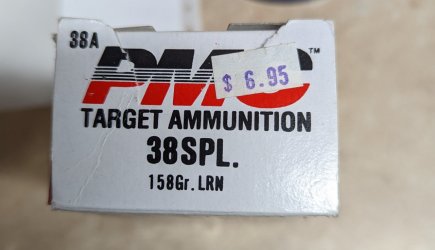 38A
PMC™
$ 6.95
TARGET AMMUNITION
38SPL.
158Gr. LRN